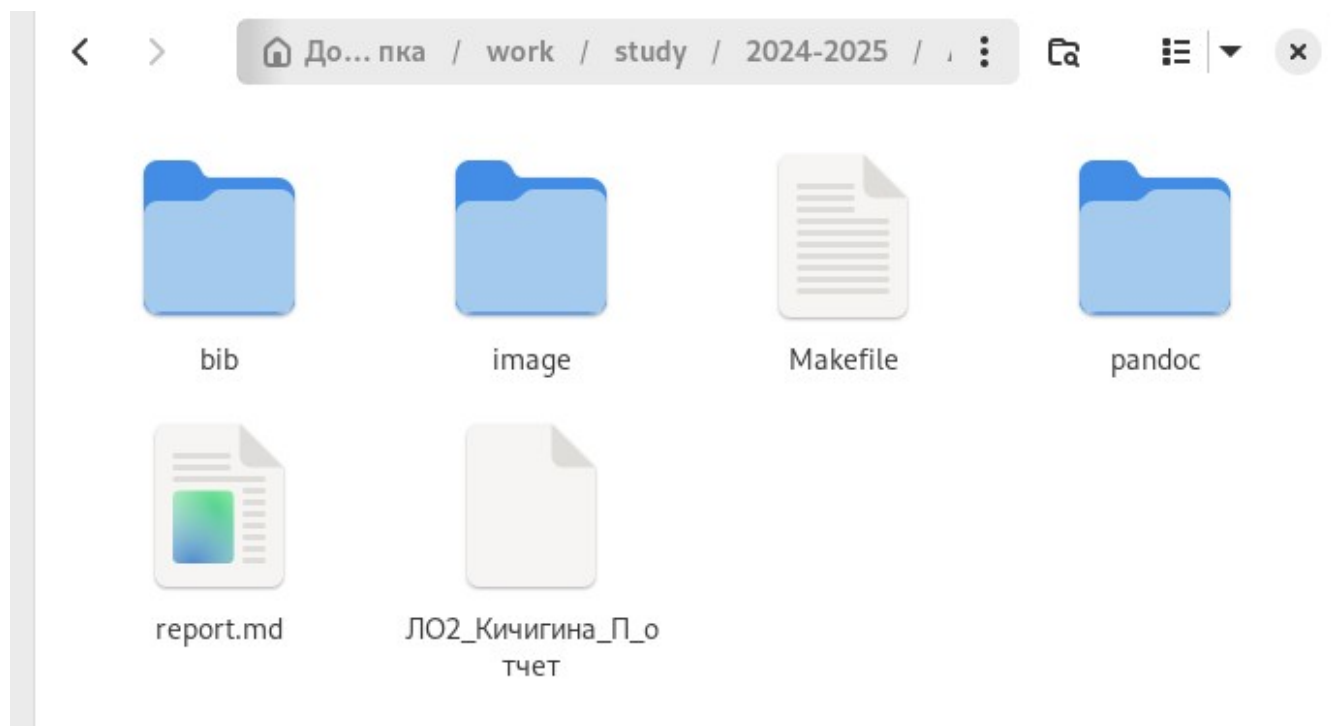 До... пка / work / study / 2024-2025 /
bib image Makefile pandoc
report.md ЛО2_Кичигина_П_о
тчет